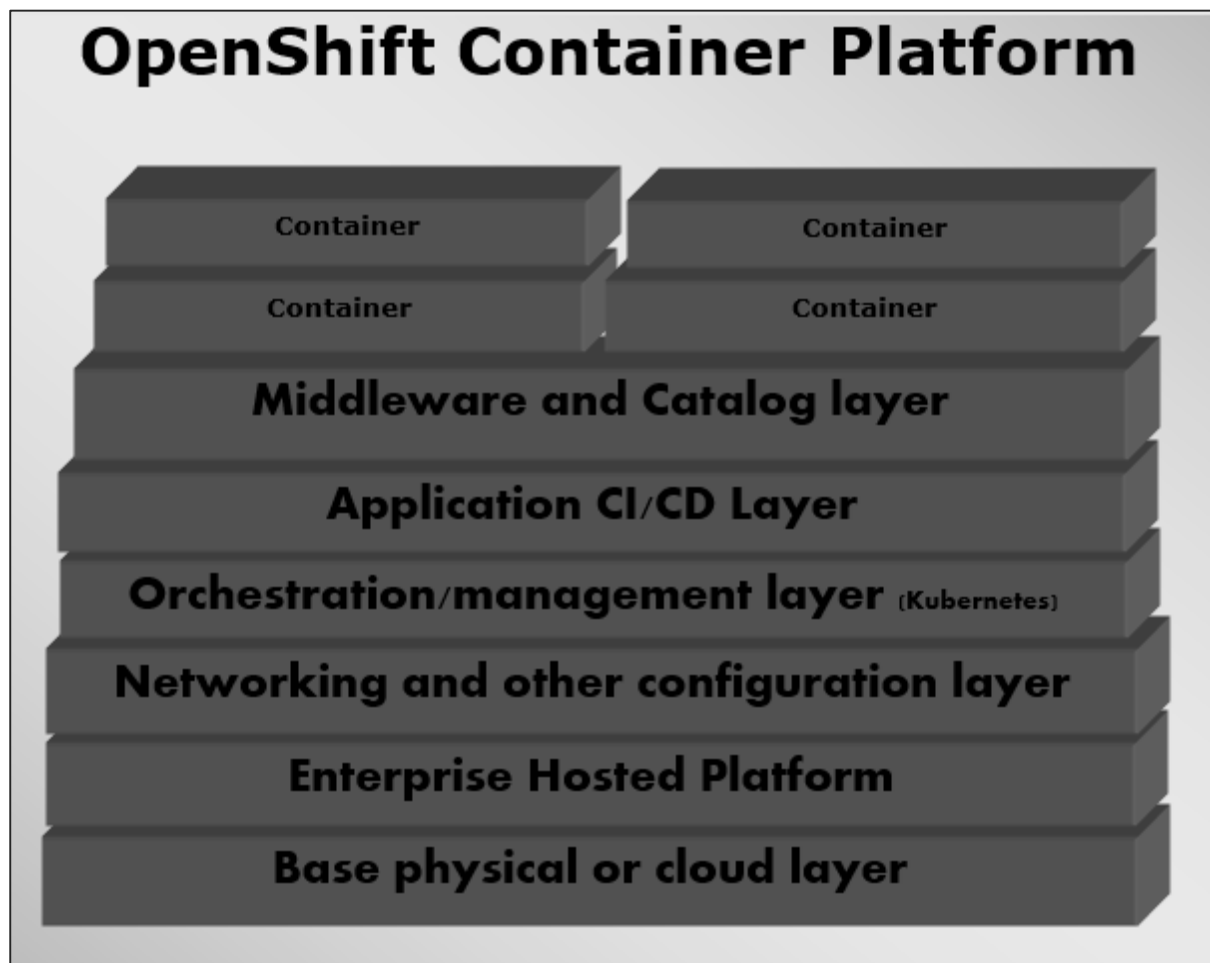 OpenShift Container Platform
Container
Container
Container
Container
Middleware and Catalog layer
Application CI/CD Layer
Orchestration/management layer (Kubernetes)
Networking and other configuration layer
Enterprise Hosted Platform
Base physical or cloud layer